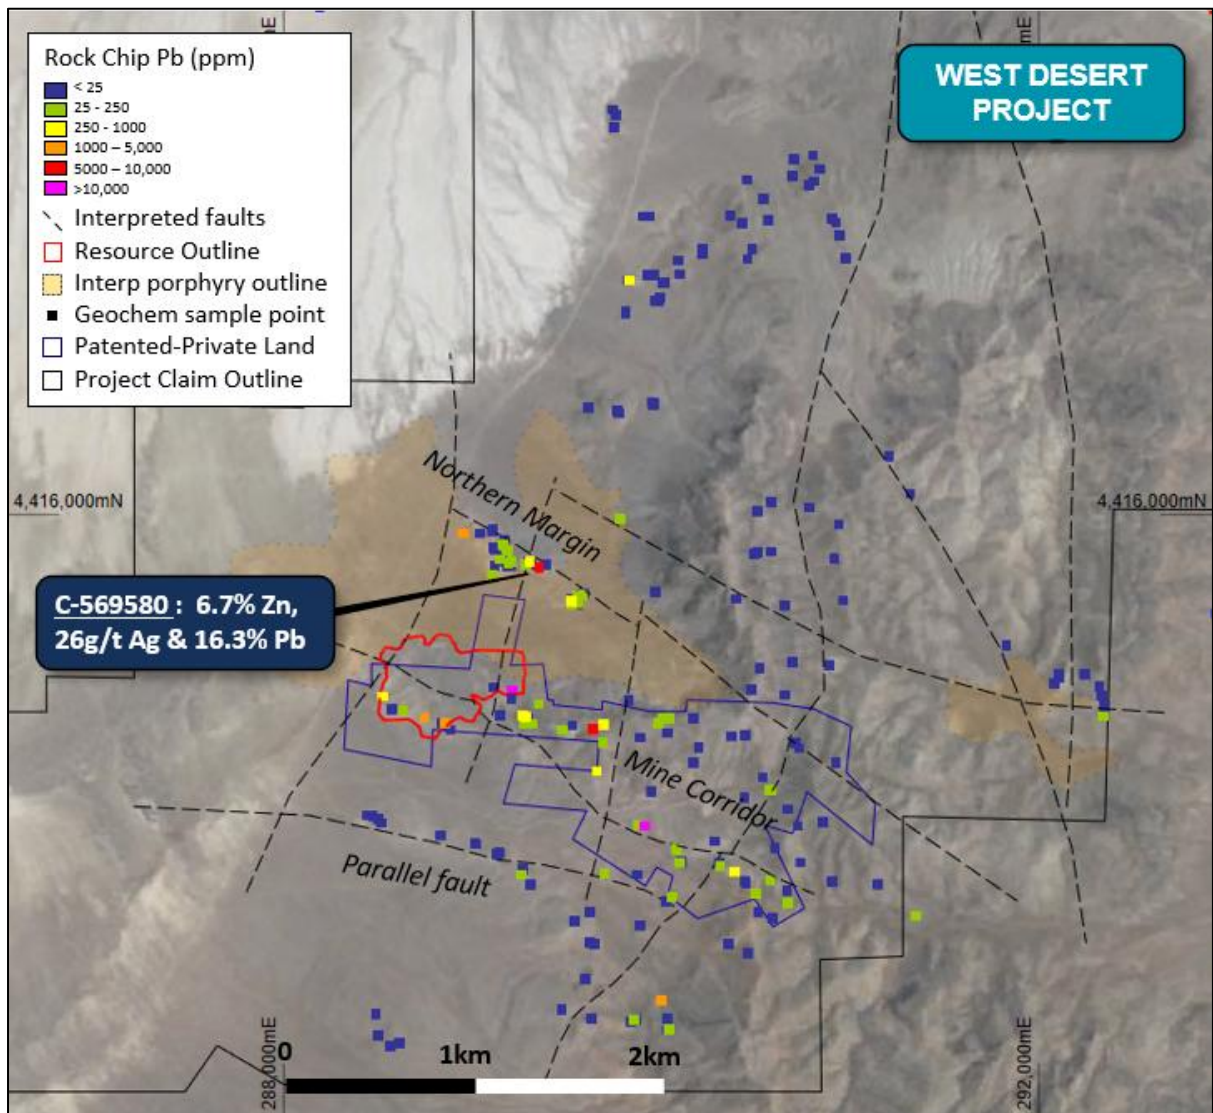 mE
mE
Rock Chip Pb (ppm)
< 25
25 - 250
250 - 1000
1000 – 5,000
5000 – 10,000
>10,000
Interpreted faults
Resource Outline
Interp porphyry outline
Geochem sample point
Patented-Private Land
Project Claim Outline
WEST DESERT
PROJECT
4,416,000mN
4,416,000mN
Northern Margin
C-569580 : 6.7% Zn,
26g/t Ag & 16.3% Pb
Mine Corridor
Parallel fault
288,000mE
292,000mE
0 1km 2km